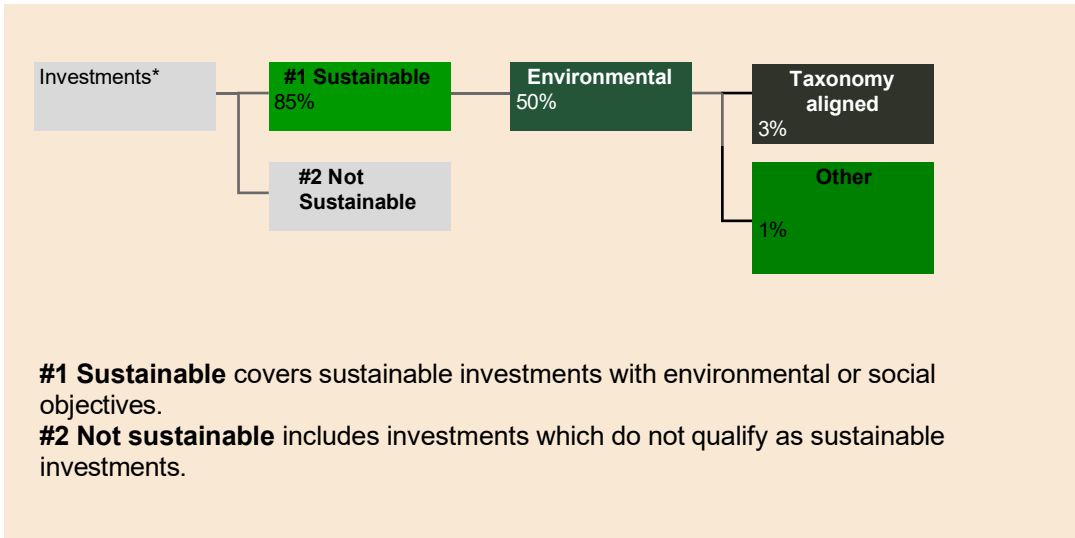 Investments*
#1 Sustainable
85%
#2 Not
Sustainable
Environmental
50%
Taxonomy
aligned
3%
Other
1%
#1 Sustainable covers sustainable investments with environmental or social
objectives.
#2 Not sustainable includes investments which do not qualify as sustainable
investments.